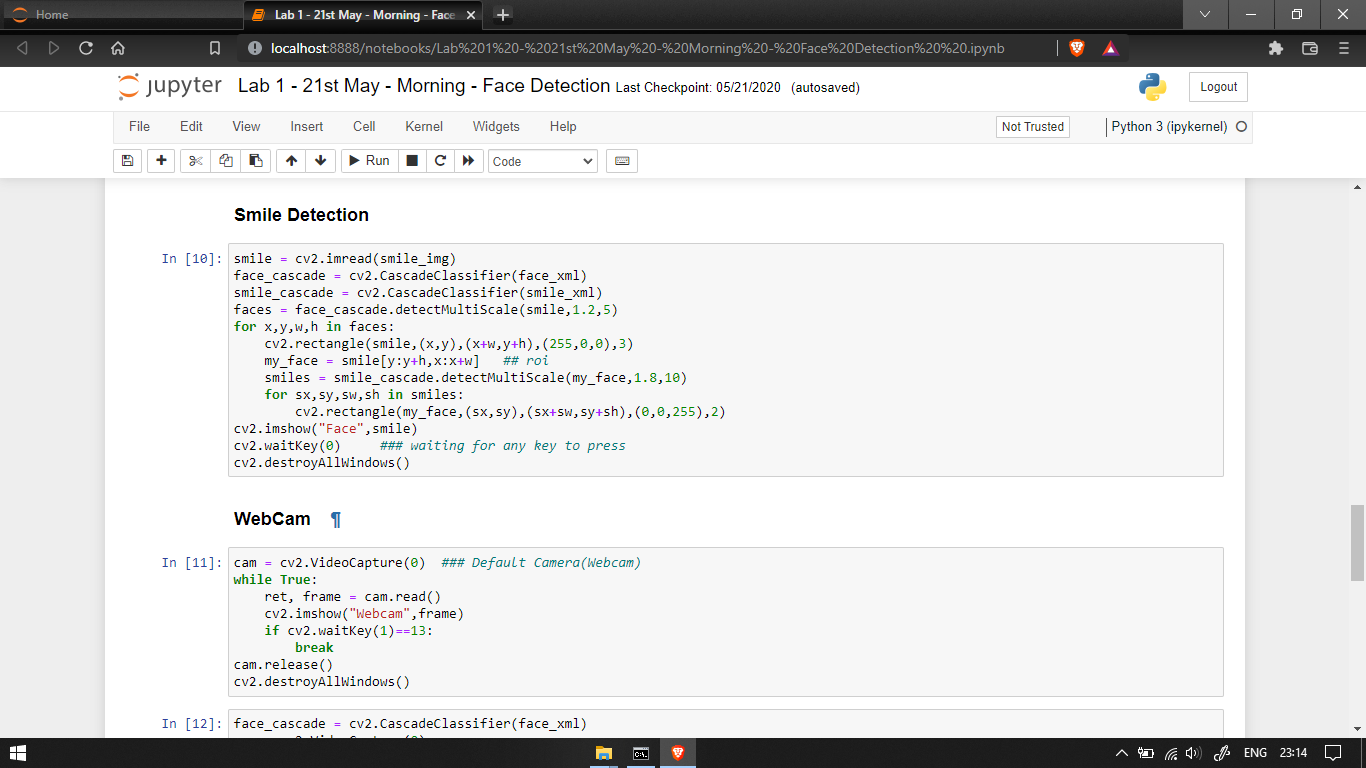 Home
Lab 1 - 21st May - Morning - Face
localhost:8888/notebooks/Lab%201%20-%2021st%20May%20-%20Morning%20-%20Face%20Detection%20%20.ipynb
jupyter Lab 1 - 21st May - Morning - Face Detection Last Checkpoint: 05/21/2020 (autosaved)
Logout
File Edit View Insert Cell Kernel Widgets Help
Not Trusted
Python 3 (ipykernel)
Run
Code
Smile Detection
In [10]:
smile = cv2.imread(smile_img)
face_cascade = cv2.CascadeClassifier(face_xml)
smile_cascade = cv2.CascadeClassifier(smile_xml)
faces = face_cascade.detectMultiScale(smile,1.2,5)
for x,y,w,h in faces:
    cv2.rectangle(smile,(x,y),(x+w,y+h),(255,0,0),3)
    my_face = smile[y:y+h,x:x+w]   ## roi
    smiles = smile_cascade.detectMultiScale(my_face,1.8,10)
    for sx,sy,sw,sh in smiles:
        cv2.rectangle(my_face,(sx,sy),(sx+sw,sy+sh),(0,0,255),2)
cv2.imshow("Face",smile)
cv2.waitKey(0)     ### waiting for any key to press
cv2.destroyAllWindows()
WebCam ¶
In [11]:
cam = cv2.VideoCapture(0)  ### Default Camera(Webcam)
while True:
    ret, frame = cam.read()
    cv2.imshow("Webcam",frame)
    if cv2.waitKey(1)==13:
        break
cam.release()
cv2.destroyAllWindows()
In [12]:
face_cascade = cv2.CascadeClassifier(face_xml)
ENG 23:14